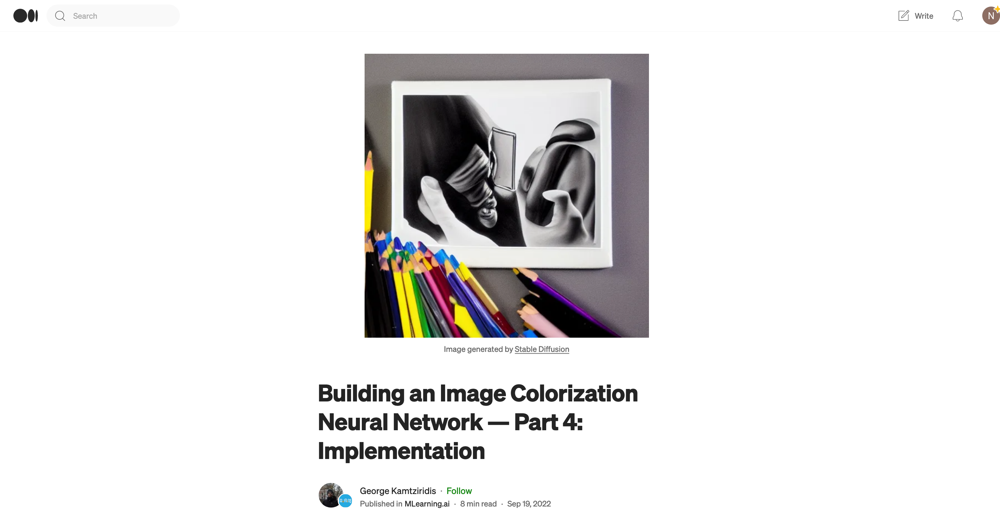 Search
Write
N
Image generated by Stable Diffusion
Building an Image Colorization
Neural Network — Part 4:
Implementation
George Kamtziridis · Follow
Published in MLearning.ai · 8 min read · Sep 19, 2022